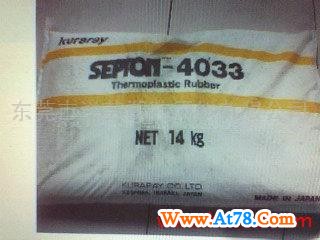 kuraray
SEPTON-4033
Thermoplastic Rubber
NET 14 kg
KURARAY CO. LTD.
MADE IN JAPAN
www.At78.Com